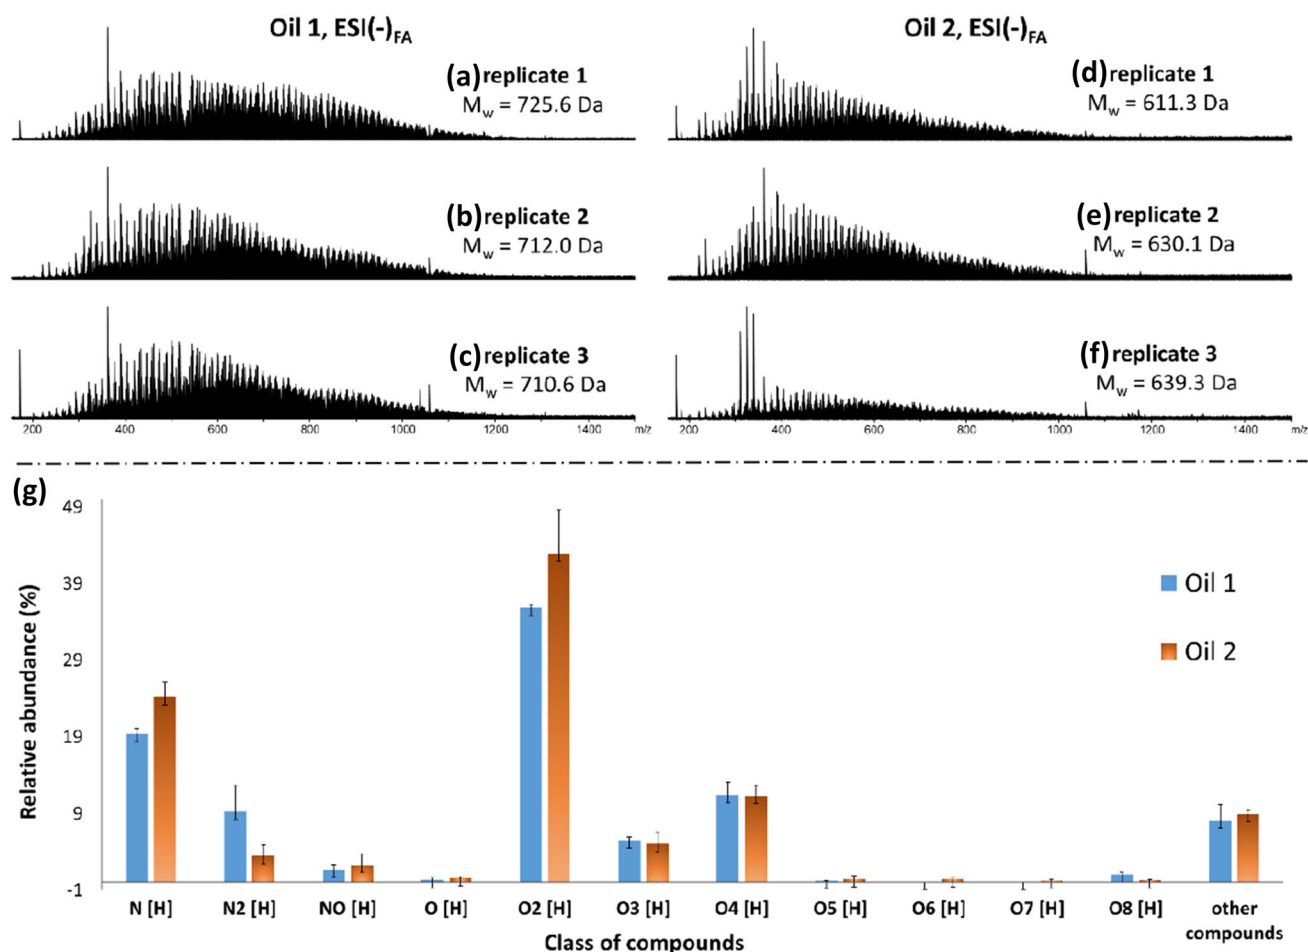 Oil 1, ESI(-)FA
(a) replicate 1
Mw = 725.6 Da
(b) replicate 2
Mw = 712.0 Da
(c) replicate 3
Mw = 710.6 Da
200 400 600 800 1000 1200 1400 m/z
Oil 2, ESI(-)FA
(d) replicate 1
Mw = 611.3 Da
(e) replicate 2
Mw = 630.1 Da
(f) replicate 3
Mw = 639.3 Da
200 400 600 800 1000 1200 1400 m/z
(g)
Relative abundance (%)
49
39
29
19
9
-1
Oil 1
Oil 2
N [H] N2 [H] NO [H] O [H] O2 [H] O3 [H] O4 [H] O5 [H] O6 [H] O7 [H] O8 [H] other
compounds
Class of compounds